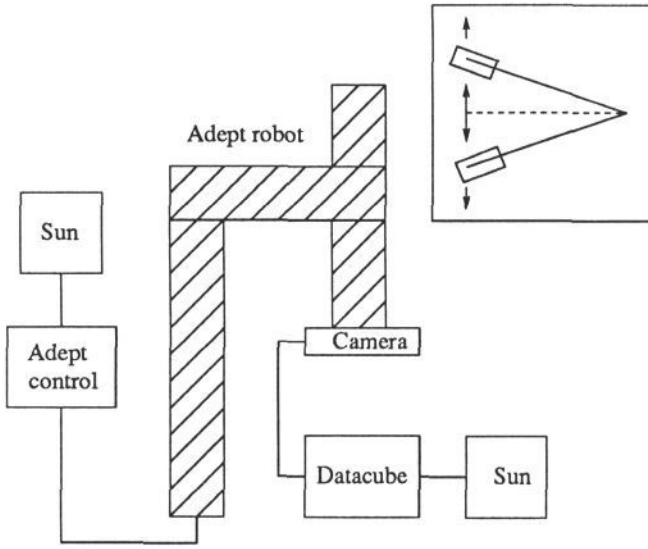 Adept robot
Sun
Adept
control
Camera
Datacube
Sun